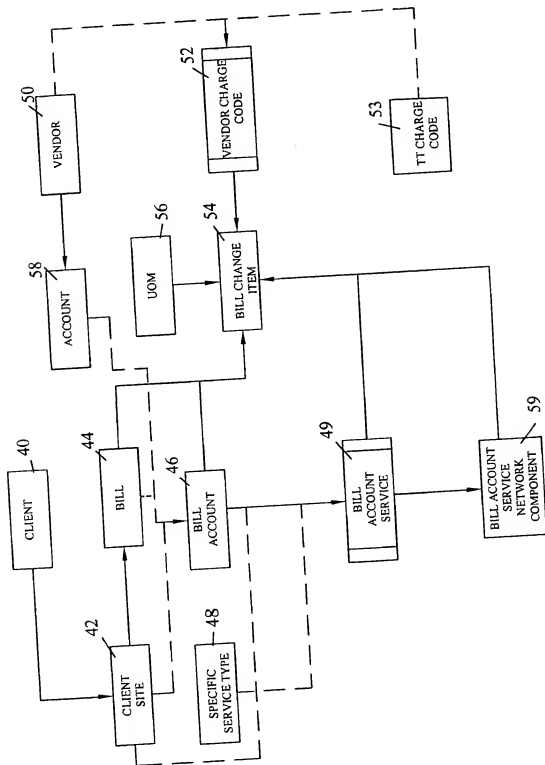 50
VENDOR
52
VENDOR CHARGE
CODE
53
TT CHARGE
CODE
58
ACCOUNT
56
UOM
54
BILL CHANGE
ITEM
40
CLIENT
44
BILL
46
BILL
ACCOUNT
49
BILL
ACCOUNT
SERVICE
59
BILL ACCOUNT
SERVICE
NETWORK
COMPONENT
42
CLIENT
SITE
48
SPECIFIC
SERVICE TYPE